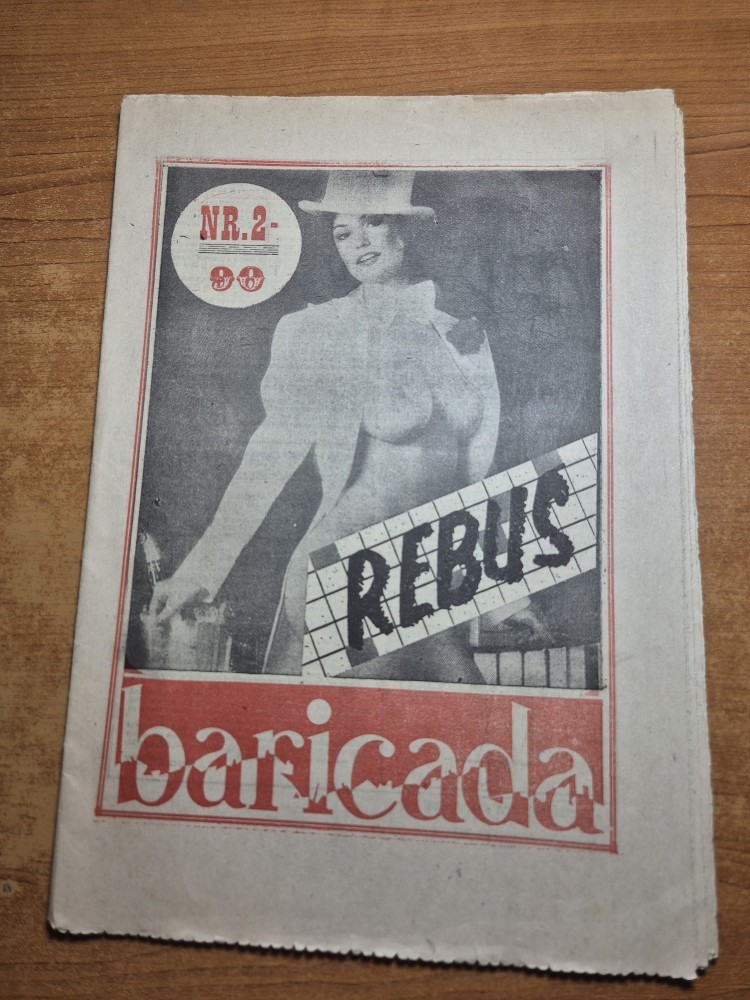 NR.2-
90
REBUS
baricada